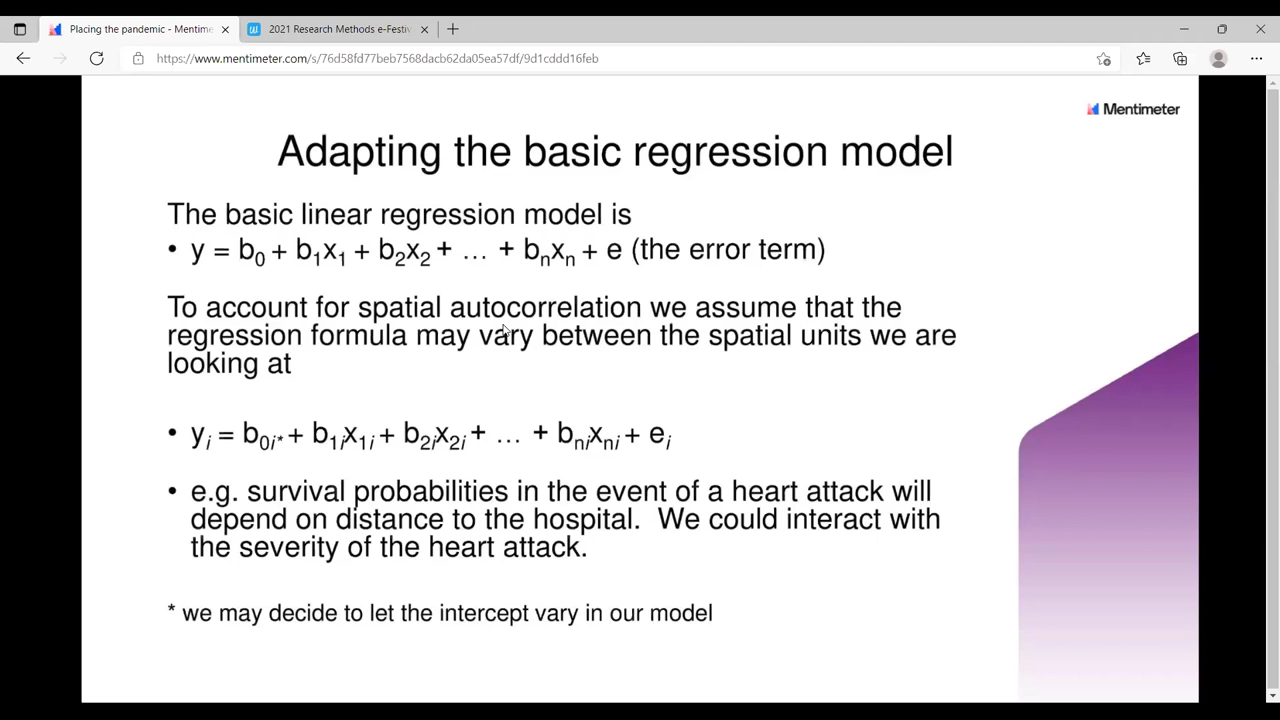 Placing the pandemic - Mentime
2021 Research Methods e-Festiv
https://www.mentimeter.com/s/76d58fd77beb7568dacb62da05ea57df/9d1cddd16feb
Mentimeter
Adapting the basic regression model
The basic linear regression model is
• y = b₀ + b₁x₁ + b₂x₂ + … + bₙxₙ + e (the error term)
To account for spatial autocorrelation we assume that the
regression formula may vary between the spatial units we are
looking at
• yᵢ = b₀ᵢ* + b₁ᵢx₁ᵢ + b₂ᵢx₂ᵢ + … + bₙᵢxₙᵢ + eᵢ
• e.g. survival probabilities in the event of a heart attack will
depend on distance to the hospital. We could interact with
the severity of the heart attack.
* we may decide to let the intercept vary in our model